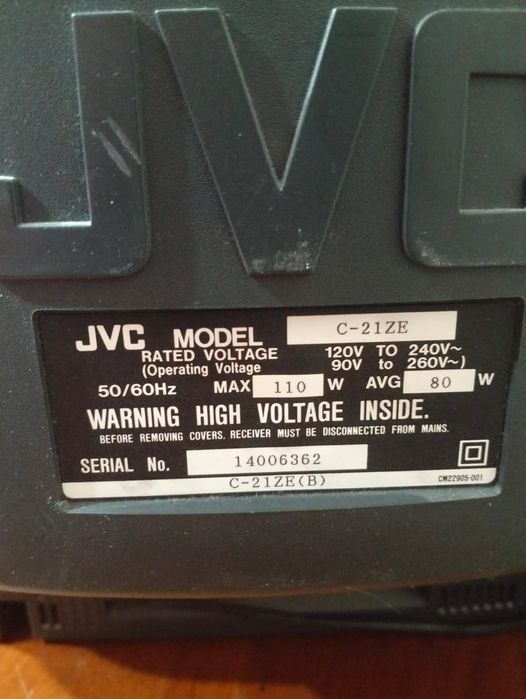 JVC
JVC MODEL C-21ZE
RATED VOLTAGE 120V TO 240V~
(Operating Voltage 90V to 260V~)
50/60Hz MAX 110 W AVG 80 W
WARNING HIGH VOLTAGE INSIDE.
BEFORE REMOVING COVERS. RECEIVER MUST BE DISCONNECTED FROM MAINS.
SERIAL No. 14006362
C-21ZE(B) CM22905-001